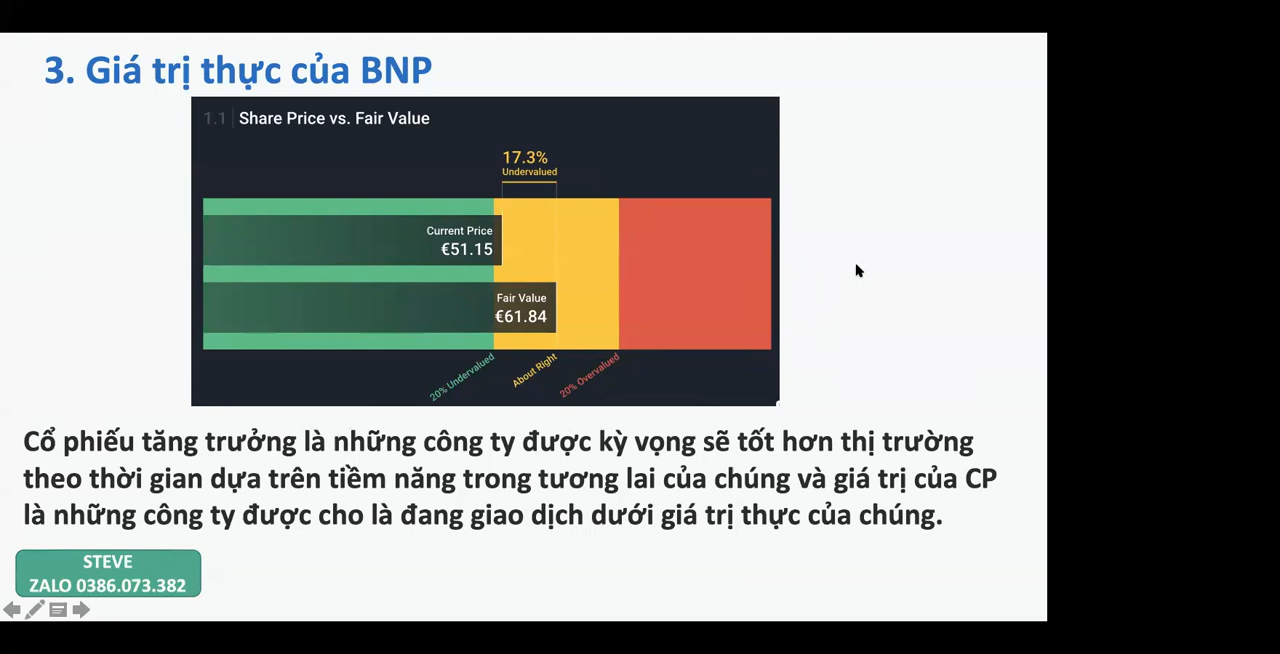 3. Giá trị thực của BNP
1.1 Share Price vs. Fair Value
17.3%
Undervalued
Current Price
€51.15
Fair Value
€61.84
20% Undervalued
About Right
20% Overvalued
Cổ phiếu tăng trưởng là những công ty được kỳ vọng sẽ tốt hơn thị trường
theo thời gian dựa trên tiềm năng trong tương lai của chúng và giá trị của CP
là những công ty được cho là đang giao dịch dưới giá trị thực của chúng.
STEVE
ZALO 0386.073.382